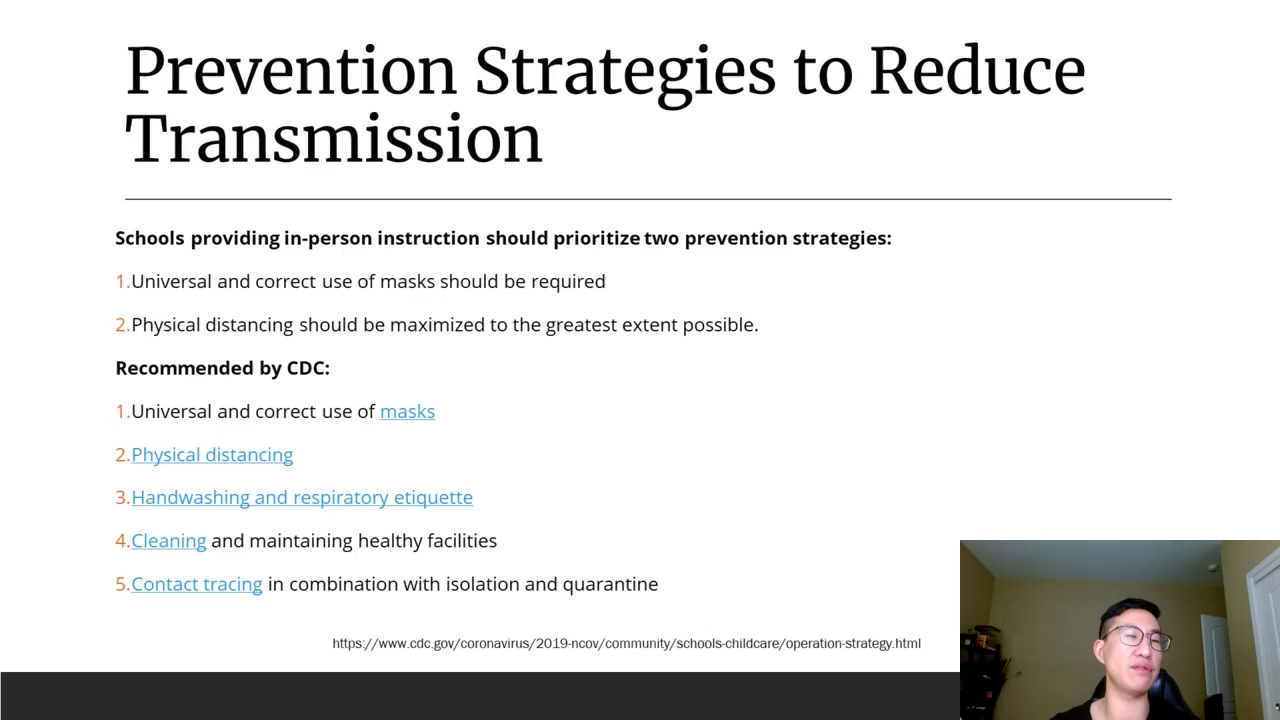 Prevention Strategies to Reduce
Transmission
Schools providing in-person instruction should prioritize two prevention strategies:
1.Universal and correct use of masks should be required
2.Physical distancing should be maximized to the greatest extent possible.
Recommended by CDC:
1.Universal and correct use of masks
2.Physical distancing
3.Handwashing and respiratory etiquette
4.Cleaning and maintaining healthy facilities
5.Contact tracing in combination with isolation and quarantine
https://www.cdc.gov/coronavirus/2019-ncov/community/schools-childcare/operation-strategy.html